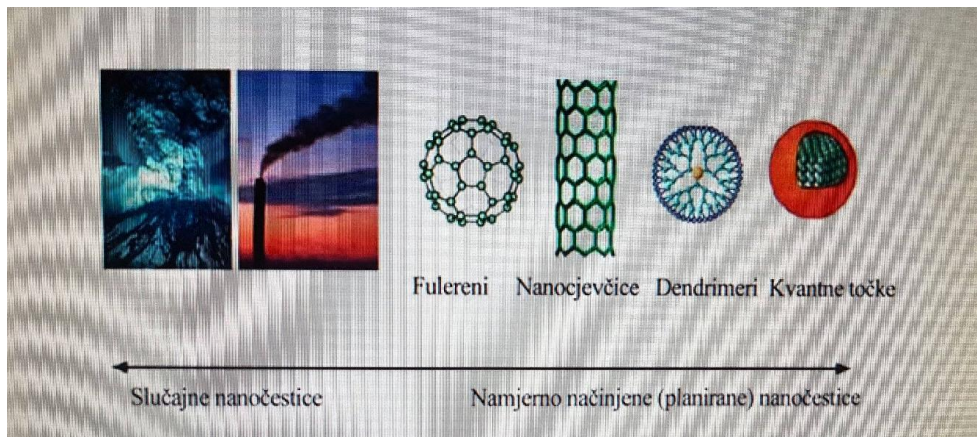 Fulereni Nanocjevčice Dendrimeri Kvantne točke
Slučajne nanočestice Namjerno načinjene (planirane) nanočestice